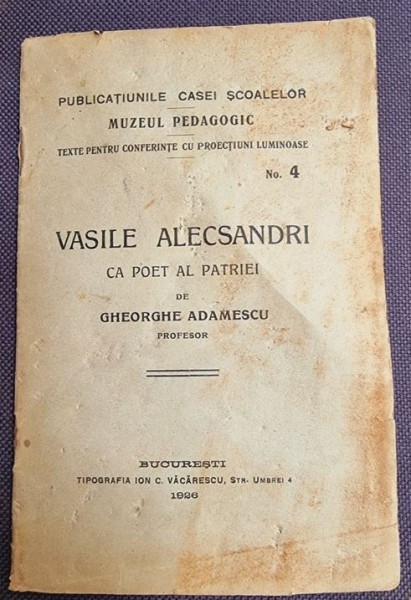 PUBLICAȚIUNILE CASEI ȘCOALELOR
MUZEUL PEDAGOGIC
TEXTE PENTRU CONFERINȚE CU PROECȚIUNI LUMINOASE
No. 4
VASILE ALECSANDRI
CA POET AL PATRIEI
DE
GHEORGHE ADAMESCU
PROFESOR
BUCUREȘTI
TIPOGRAFIA ION C. VĂCĂRESCU, STR. UMBREI 4
1926